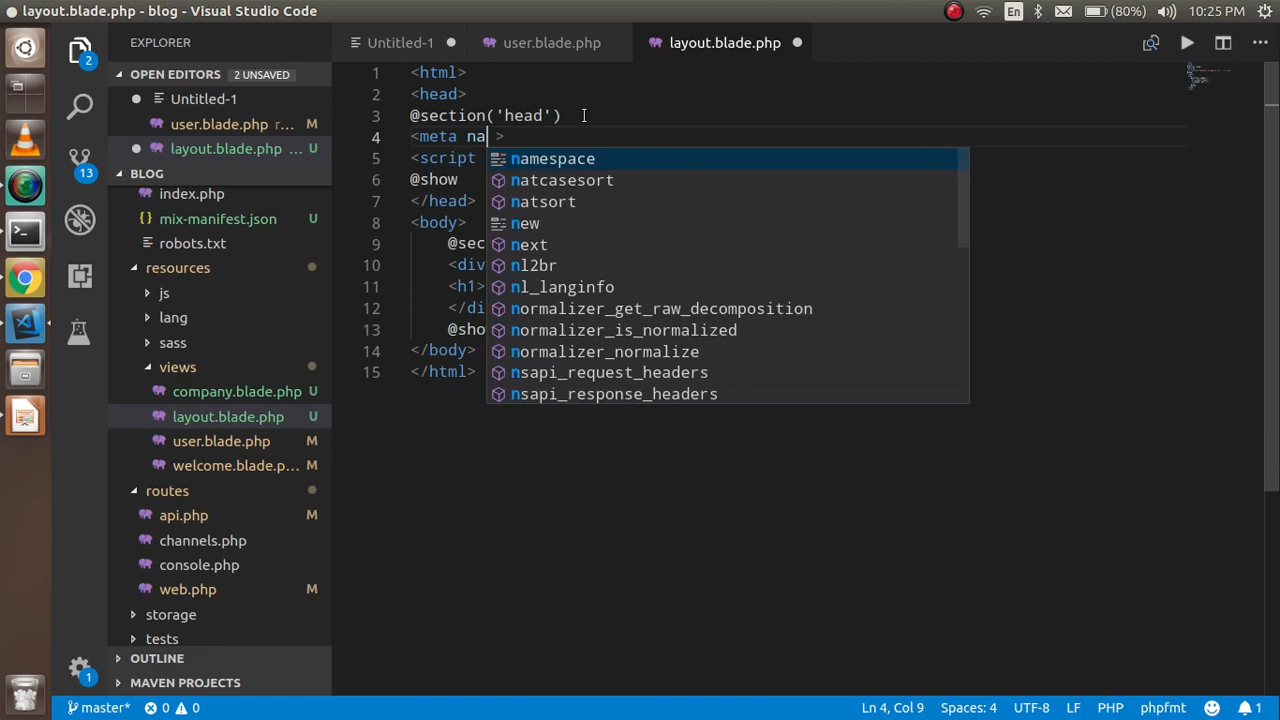 layout.blade.php - blog - Visual Studio Code
En
(80%)
10:25 PM
EXPLORER
OPEN EDITORS 2 UNSAVED
Untitled-1
user.blade.php r...
layout.blade.php ... U
BLOG
index.php
mix-manifest.json U
robots.txt
resources
js
lang
sass
views
company.blade.php U
layout.blade.php U
user.blade.php M
welcome.blade.p... M
routes
api.php M
channels.php
console.php
web.php M
storage
tests
OUTLINE
MAVEN PROJECTS
2
13
1
Untitled-1
user.blade.php
layout.blade.php
1 <html>
2 <head>
3 @section('head')
4 <meta na >
5 <script
6 @show
7 </head>
8 <body>
9 @sec
10 <div
11 <h1>
12 </di
13 @sho
14 </body>
15 </html>
namespace
natcasesort
natsort
new
next
nl2br
nl_langinfo
normalizer_get_raw_decomposition
normalizer_is_normalized
normalizer_normalize
nsapi_request_headers
nsapi_response_headers
master* 0 0
Ln 4, Col 9 Spaces: 4 UTF-8 LF PHP phpfmt 1